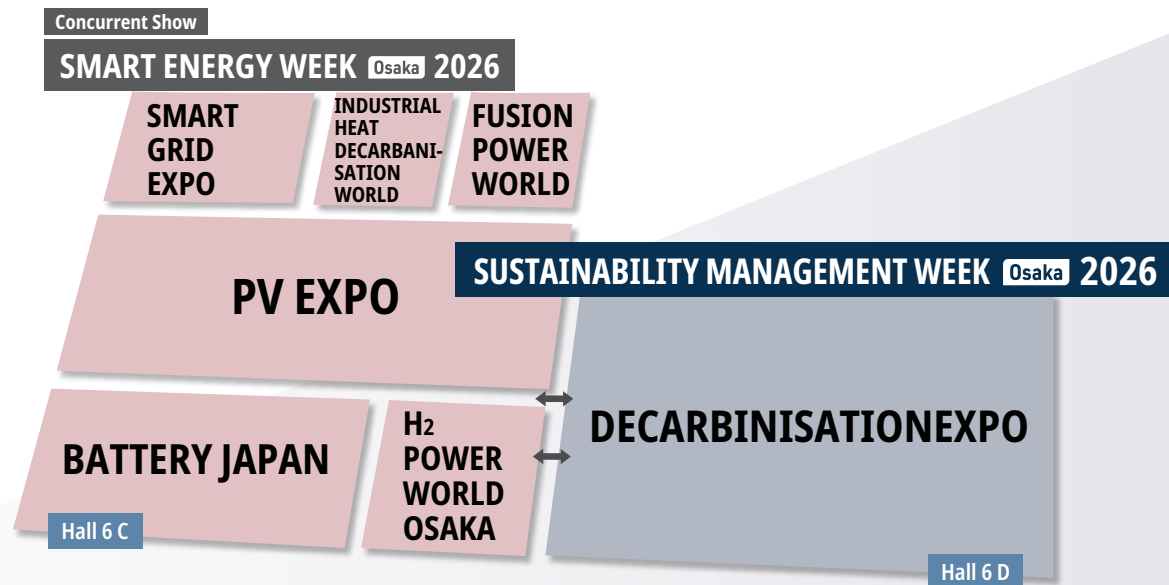 Concurrent Show
SMART ENERGY WEEK Osaka 2026
SMART
GRID
EXPO
INDUSTRIAL
HEAT
DECARBANI-
SATION
WORLD
FUSION
POWER
WORLD
PV EXPO
SUSTAINABILITY MANAGEMENT WEEK Osaka 2026
BATTERY JAPAN
H2
POWER
WORLD
OSAKA
DECARBINISATIONEXPO
Hall 6 C
Hall 6 D